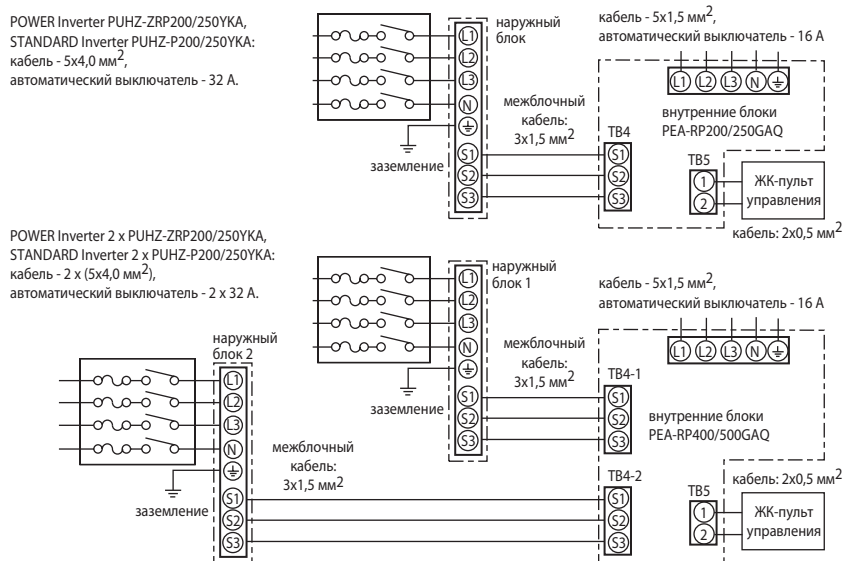 POWER Inverter PUHZ-ZRP200/250YKA,
STANDARD Inverter PUHZ-P200/250YKA:
кабель - 5х4,0 мм²,
автоматический выключатель - 32 А.
наружный
блок
L1
L2
L3
N
S1
S2
S3
заземление
межблочный
кабель:
3х1,5 мм²
кабель - 5х1,5 мм²,
автоматический выключатель - 16 А
L1 L2 L3 N
внутренние блоки
PEA-RP200/250GAQ
TB4
S1
S2
S3
TB5
1
2
ЖК-пульт
управления
кабель: 2х0,5 мм²
POWER Inverter 2 x PUHZ-ZRP200/250YKA,
STANDARD Inverter 2 x PUHZ-P200/250YKA:
кабель - 2 х (5х4,0 мм²),
автоматический выключатель - 2 х 32 А.
наружный
блок 1
L1
L2
L3
N
S1
S2
S3
заземление
межблочный
кабель:
3х1,5 мм²
кабель - 5х1,5 мм²,
автоматический выключатель - 16 А
L1 L2 L3 N
TB4-1
S1
S2
S3
внутренние блоки
PEA-RP400/500GAQ
наружный
блок 2
L1
L2
L3
N
S1
S2
S3
заземление
межблочный
кабель:
3х1,5 мм²
TB4-2
S1
S2
S3
TB5
1
2
кабель: 2х0,5 мм²
ЖК-пульт
управления